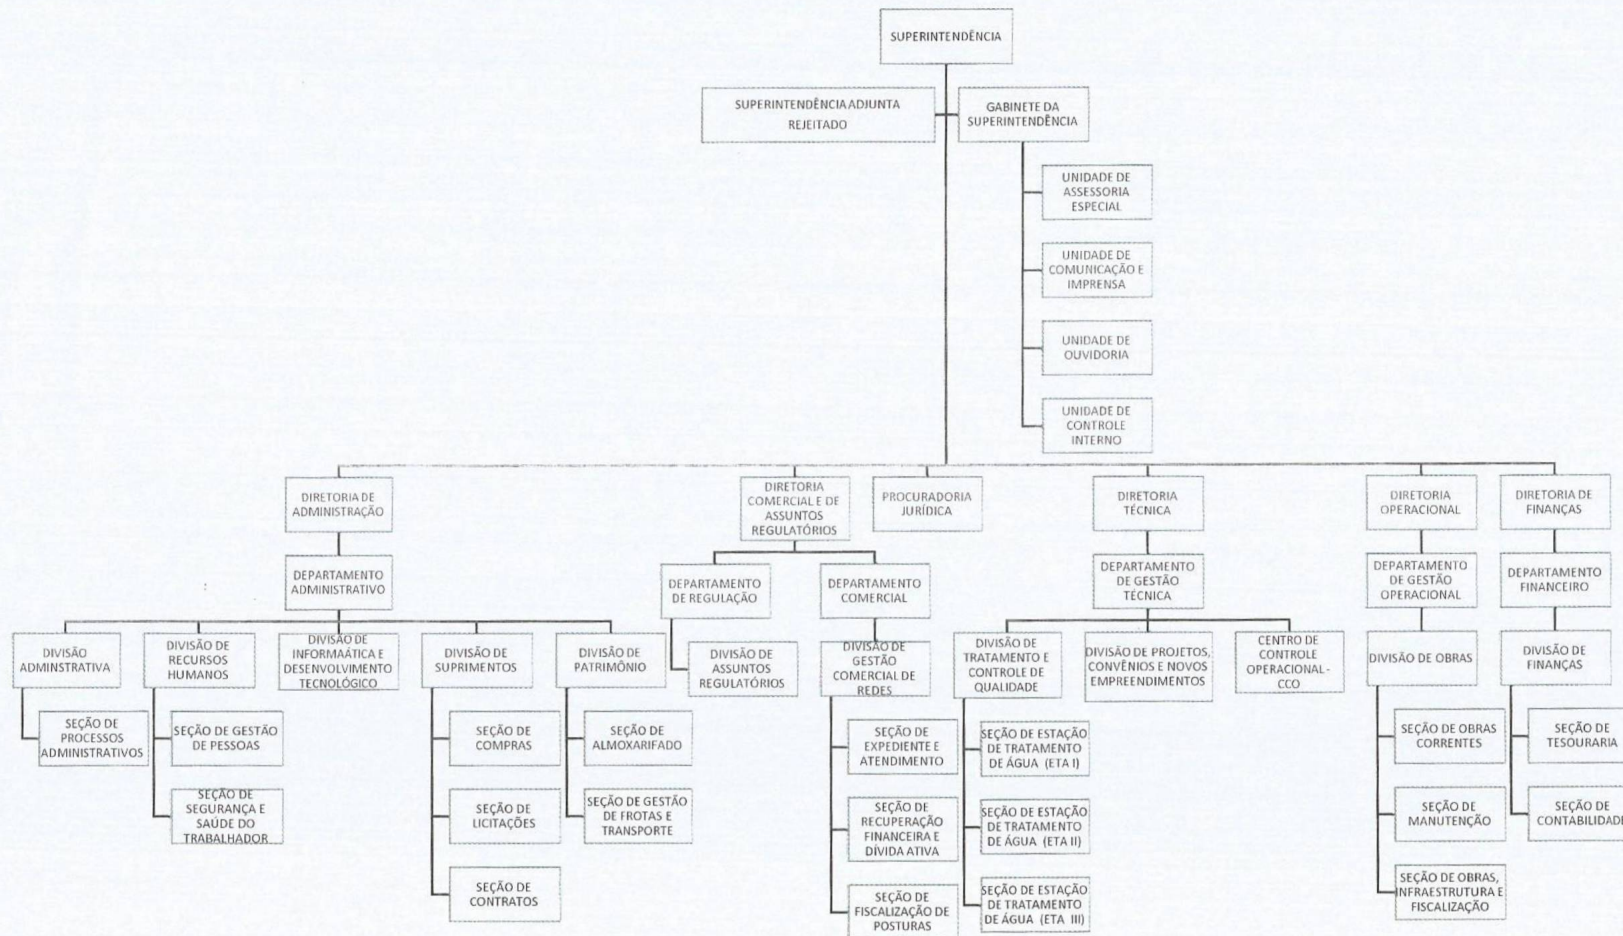 SUPERINTENDÊNCIA
SUPERINTENDÊNCIA ADJUNTA
REJEITADO
GABINETE DA
SUPERINTENDÊNCIA
UNIDADE DE
ASSESSORIA
ESPECIAL
UNIDADE DE
COMUNICAÇÃO E
IMPRENSA
UNIDADE DE
OUVIDORIA
UNIDADE DE
CONTROLE
INTERNO
DIRETORIA DE
ADMINISTRAÇÃO
DIRETORIA
COMERCIAL E DE
ASSUNTOS
REGULATÓRIOS
PROCURADORIA
JURÍDICA
DIRETORIA
TÉCNICA
DIRETORIA
OPERACIONAL
DIRETORIA DE
FINANÇAS
DEPARTAMENTO
ADMINISTRATIVO
DEPARTAMENTO
DE REGULAÇÃO
DEPARTAMENTO
COMERCIAL
DEPARTAMENTO
DE GESTÃO
TÉCNICA
DEPARTAMENTO
DE GESTÃO
OPERACIONAL
DEPARTAMENTO
FINANCEIRO
DIVISÃO
ADMINSTRATIVA
DIVISÃO DE
RECURSOS
HUMANOS
DIVISÃO DE
INFORMAÁTICA E
DESENVOLVIMENTO
TECNOLÓGICO
DIVISÃO DE
SUPRIMENTOS
DIVISÃO DE
PATRIMÔNIO
DIVISÃO DE
ASSUNTOS
REGULATÓRIOS
DIVISÃO DE
GESTÃO
COMERCIAL DE
REDES
DIVISÃO DE
TRATAMENTO E
CONTROLE DE
QUALIDADE
DIVISÃO DE PROJETOS,
CONVÊNIOS E NOVOS
EMPREENDIMENTOS
CENTRO DE
CONTROLE
OPERACIONAL-
CCO
DIVISÃO DE OBRAS
DIVISÃO DE
FINANÇAS
SEÇÃO DE
PROCESSOS
ADMINISTRATIVOS
SEÇÃO DE GESTÃO
DE PESSOAS
SEÇÃO DE
COMPRAS
SEÇÃO DE
ALMOXARIFADO
SEÇÃO DE
EXPEDIENTE E
ATENDIMENTO
SEÇÃO DE ESTAÇÃO
DE TRATAMENTO
DE ÁGUA (ETA I)
SEÇÃO DE OBRAS
CORRENTES
SEÇÃO DE
TESOURARIA
SEÇÃO DE
SEGURANÇA E
SAÚDE DO
TRABALHADOR
SEÇÃO DE
LICITAÇÕES
SEÇÃO DE GESTÃO
DE FROTAS E
TRANSPORTE
SEÇÃO DE
RECUPERAÇÃO
FINANCEIRA E
DÍVIDA ATIVA
SEÇÃO DE ESTAÇÃO
DE TRATAMENTO
DE ÁGUA (ETA II)
SEÇÃO DE
MANUTENÇÃO
SEÇÃO DE
CONTABILIDADE
SEÇÃO DE
CONTRATOS
SEÇÃO DE
FISCALIZAÇÃO DE
POSTURAS
SEÇÃO DE ESTAÇÃO
DE TRATAMENTO
DE ÁGUA (ETA III)
SEÇÃO DE OBRAS,
INFRAESTRUTURA E
FISCALIZAÇÃO